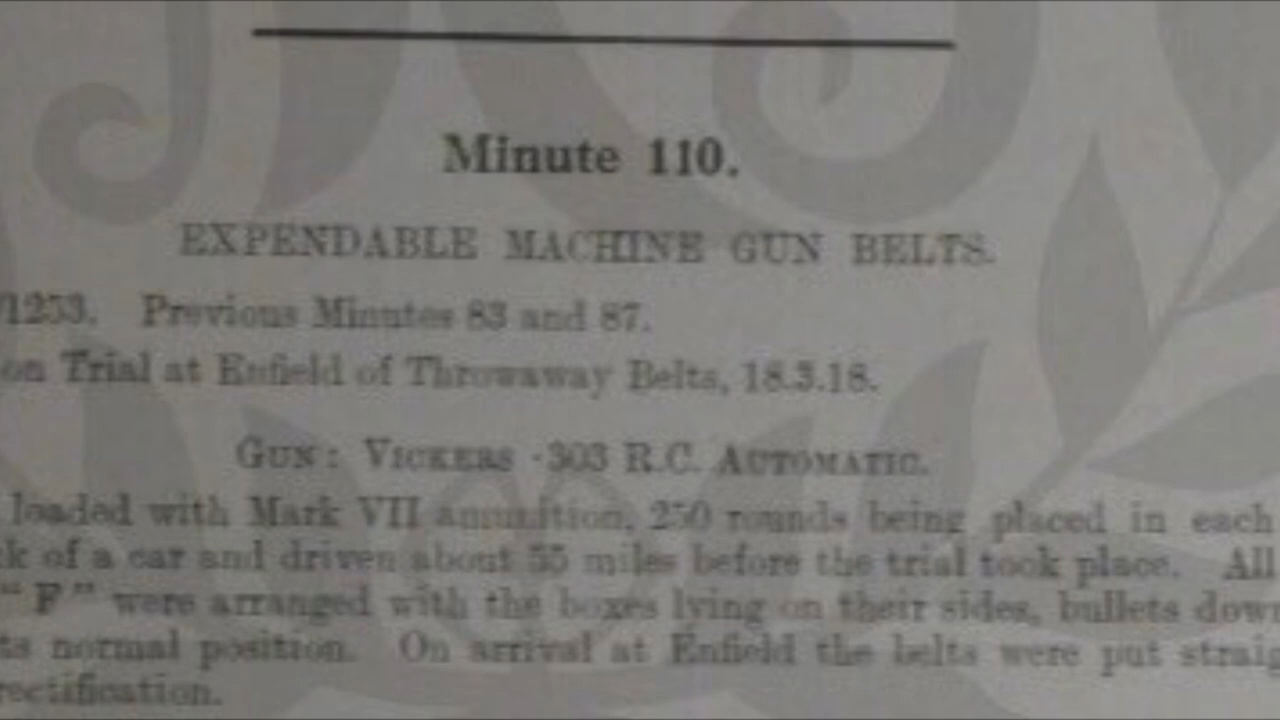 Minute 110.
EXPENDABLE MACHINE GUN BELTS.
/1253. Previous Minutes 83 and 87.
on Trial at Enfield of Throwaway Belts, 18.3.18.
GUN: VICKERS ·303 R.C. AUTOMATIC.
loaded with Mark VII ammunition, 250 rounds being placed in each
k of a car and driven about 55 miles before the trial took place. All
"F" were arranged with the boxes lying on their sides, bullets down
ts normal position. On arrival at Enfield the belts were put straig
rectification.